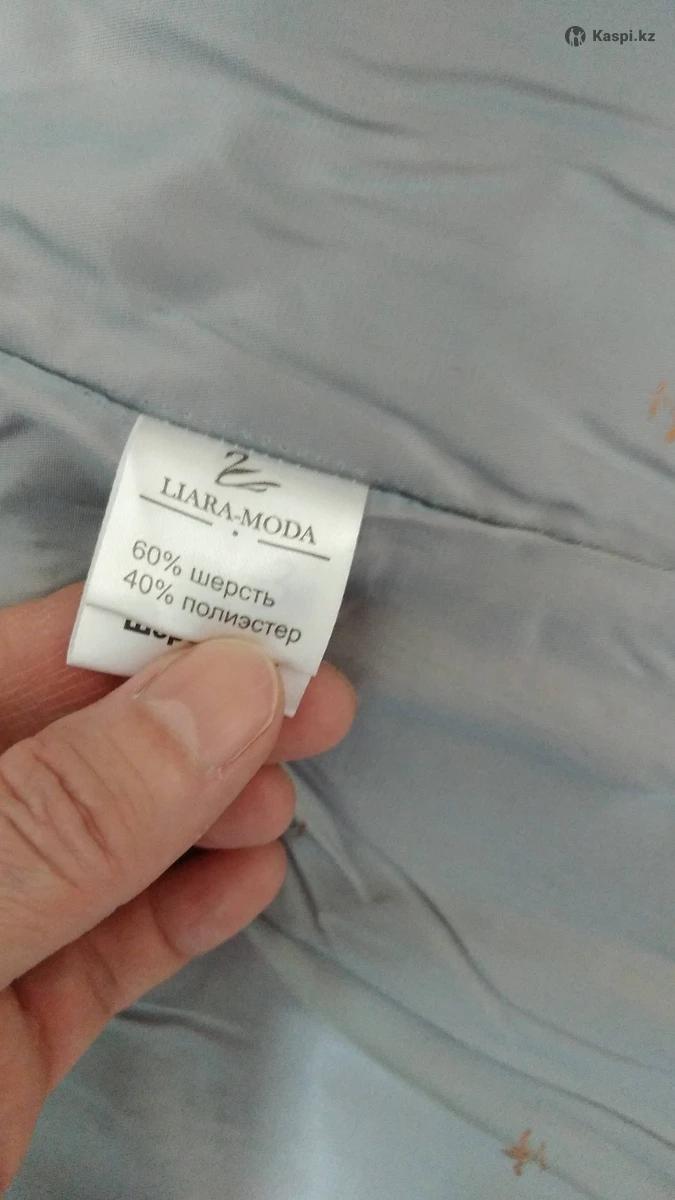 Kaspi.kz
LIARA-MODA
60% шерсть
40% полиэстер